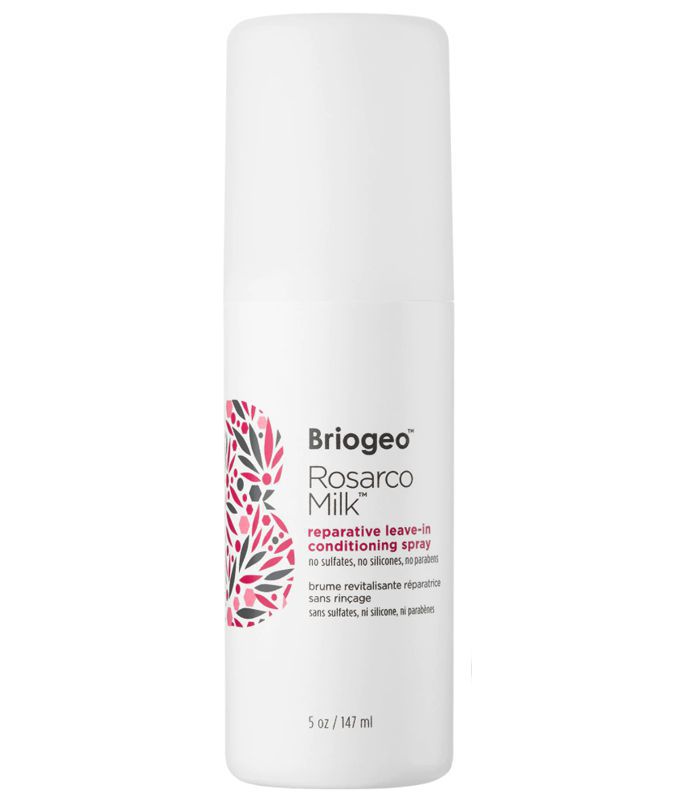 Briogeo™
Rosarco
Milk™
reparative leave-in
conditioning spray
no sulfates, no silicones, no parabens
brume revitalisante réparatrice
sans rinçage
sans sulfates, ni silicone, ni parabènes
5 oz / 147 ml